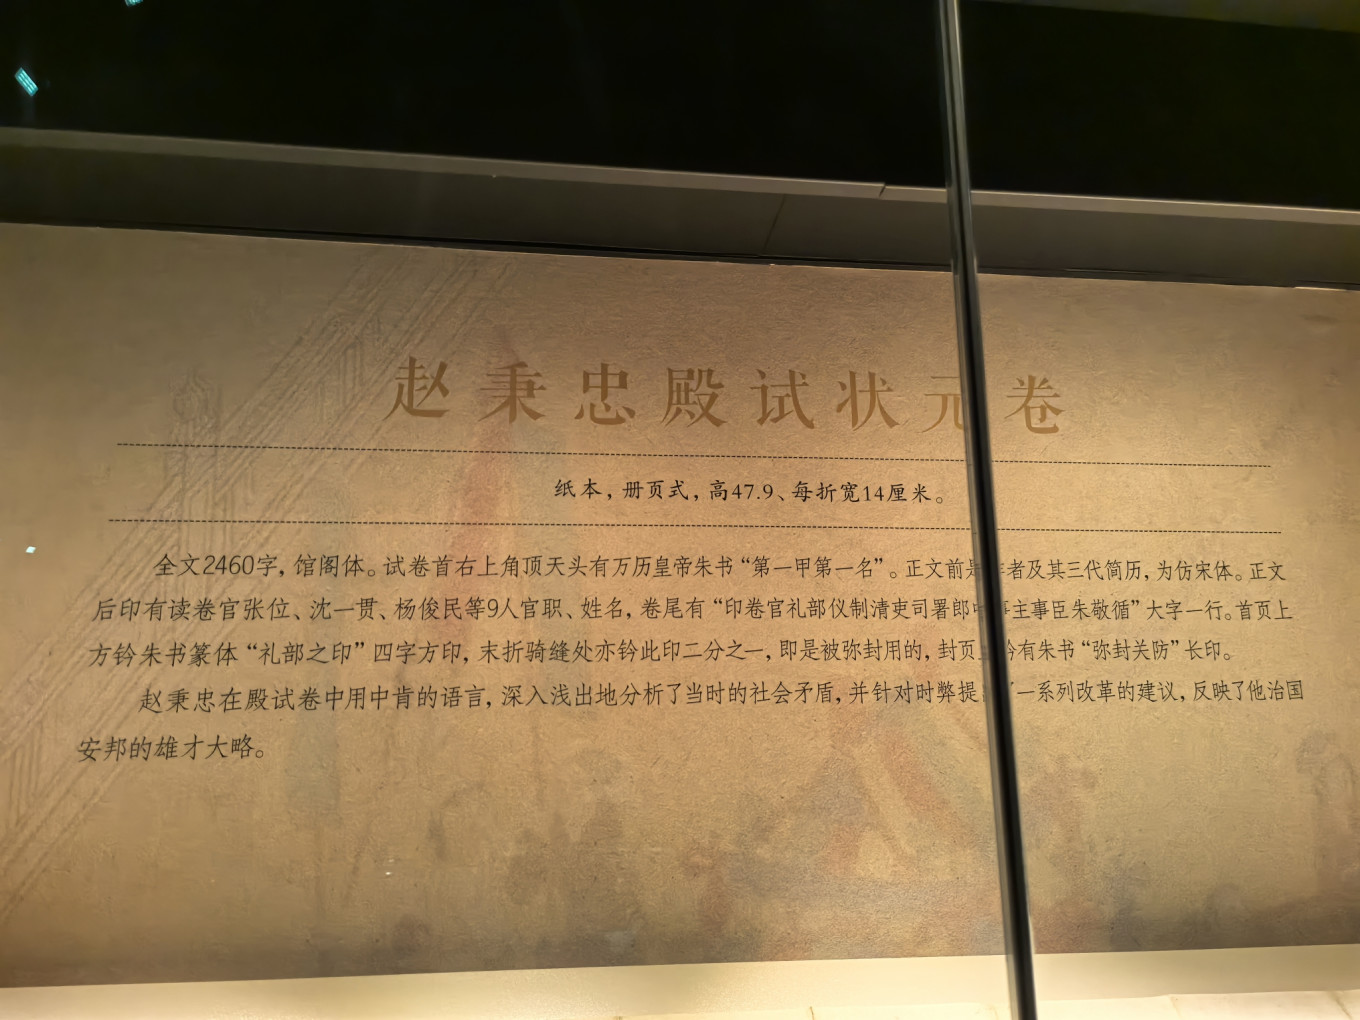 赵秉忠殿试状元卷
纸本，册页式，高47.9、每折宽14厘米。
全文2460字，馆阁体。试卷首右上角顶天头有万历皇帝朱书“第一甲第一名”。正文前是作者及其三代简历，为仿宋体。正文
后印有读卷官张位、沈一贯、杨俊民等9人官职、姓名，卷尾有“印卷官礼部仪制清吏司署郎中事主事臣朱敬循”大字一行。首页上
方钤朱书篆体“礼部之印”四字方印，末折骑缝处亦钤此印二分之一，即是被弥封用的，封页上钤有朱书“弥封关防”长印。
赵秉忠在殿试卷中用中肯的语言，深入浅出地分析了当时的社会矛盾，并针对时弊提出了一系列改革的建议，反映了他治国
安邦的雄才大略。